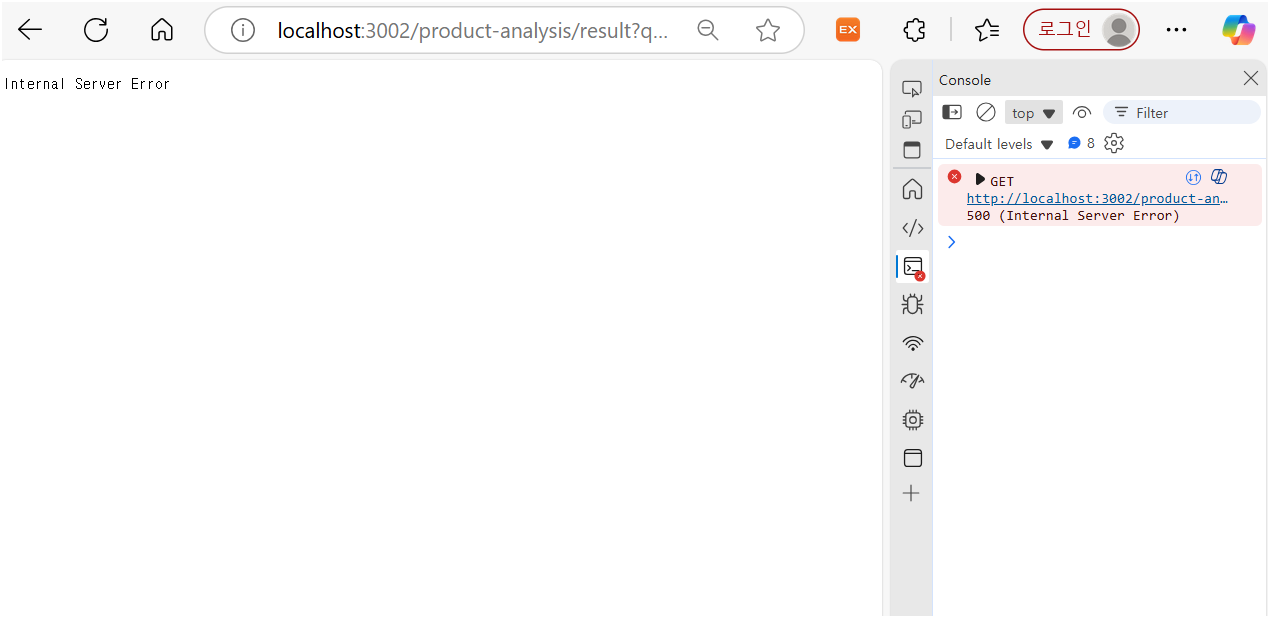 localhost:3002/product-analysis/result?q...
EX
로그인
Internal Server Error
Console
top
Filter
Default levels
8
GET
http://localhost:3002/product-an…
500 (Internal Server Error)